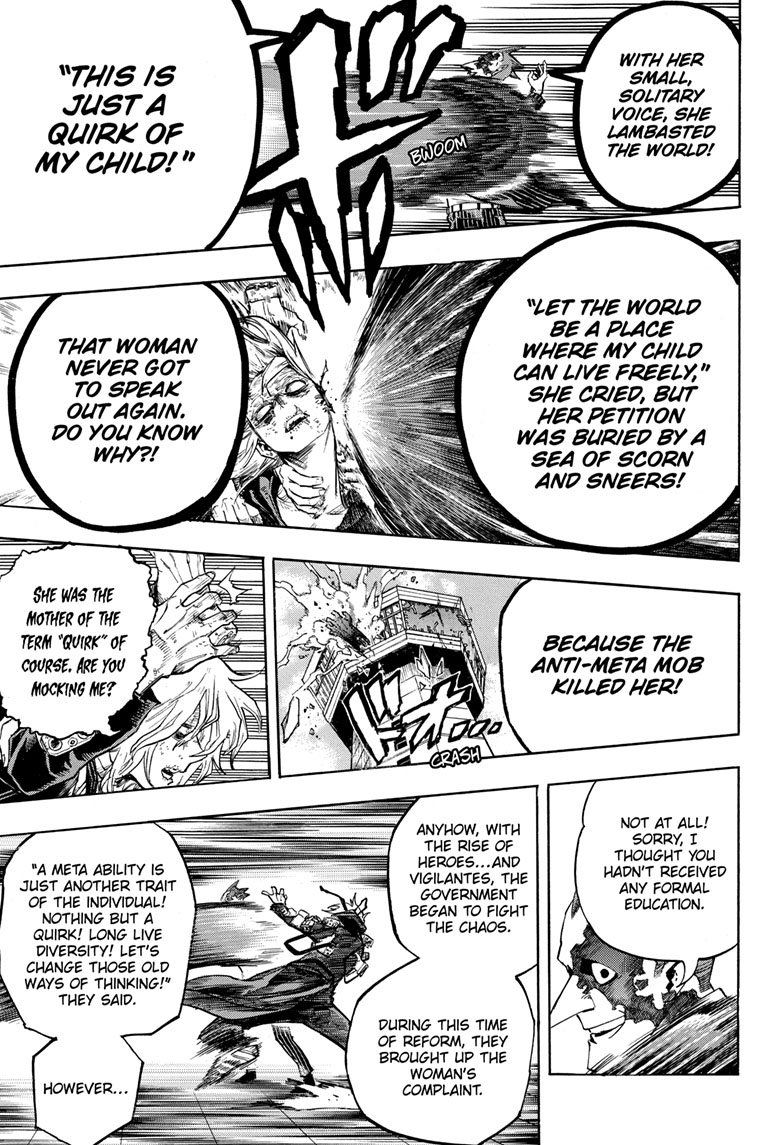 WITH HER
SMALL,
SOLITARY
VOICE, SHE
LAMBASTED
THE WORLD!
BWOOM
"THIS IS
JUST A
QUIRK OF
MY CHILD!"
"LET THE WORLD
BE A PLACE
WHERE MY CHILD
CAN LIVE FREELY,"
SHE CRIED, BUT
HER PETITION
WAS BURIED BY A
SEA OF SCORN
AND SNEERS!
THAT WOMAN
NEVER GOT
TO SPEAK
OUT AGAIN.
DO YOU KNOW
WHY?!
BECAUSE THE
ANTI-META MOB
KILLED HER!
CRASH
SHE WAS THE
MOTHER OF THE
TERM "QUIRK" OF
COURSE. ARE YOU
MOCKING ME?
NOT AT ALL!
SORRY, I
THOUGHT YOU
HADN'T RECEIVED
ANY FORMAL
EDUCATION.
ANYHOW, WITH
THE RISE OF
HEROES...AND
VIGILANTES, THE
GOVERNMENT
BEGAN TO FIGHT
THE CHAOS.
DURING THIS TIME
OF REFORM, THEY
BROUGHT UP THE
WOMAN'S
COMPLAINT.
"A META ABILITY IS
JUST ANOTHER TRAIT
OF THE INDIVIDUAL!
NOTHING BUT A
QUIRK! LONG LIVE
DIVERSITY! LET'S
CHANGE THOSE OLD
WAYS OF THINKING!"
THEY SAID.
HOWEVER...